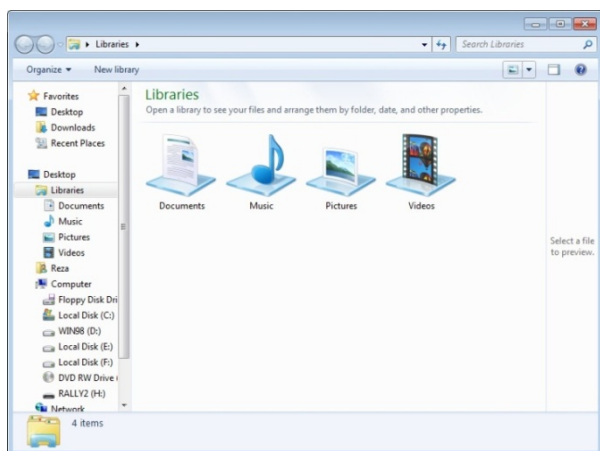 Libraries
Search Libraries
Organize
New library
Favorites
Desktop
Downloads
Recent Places
Desktop
Libraries
Documents
Music
Pictures
Videos
Reza
Computer
Floppy Disk Dri
Local Disk (C:)
WIN98 (D:)
Local Disk (E:)
Local Disk (F:)
DVD RW Drive (
RALLY2 (H:)
Network
Libraries
Open a library to see your files and arrange them by folder, date, and other properties.
Documents
Music
Pictures
Videos
Select a file
to preview.
4 items